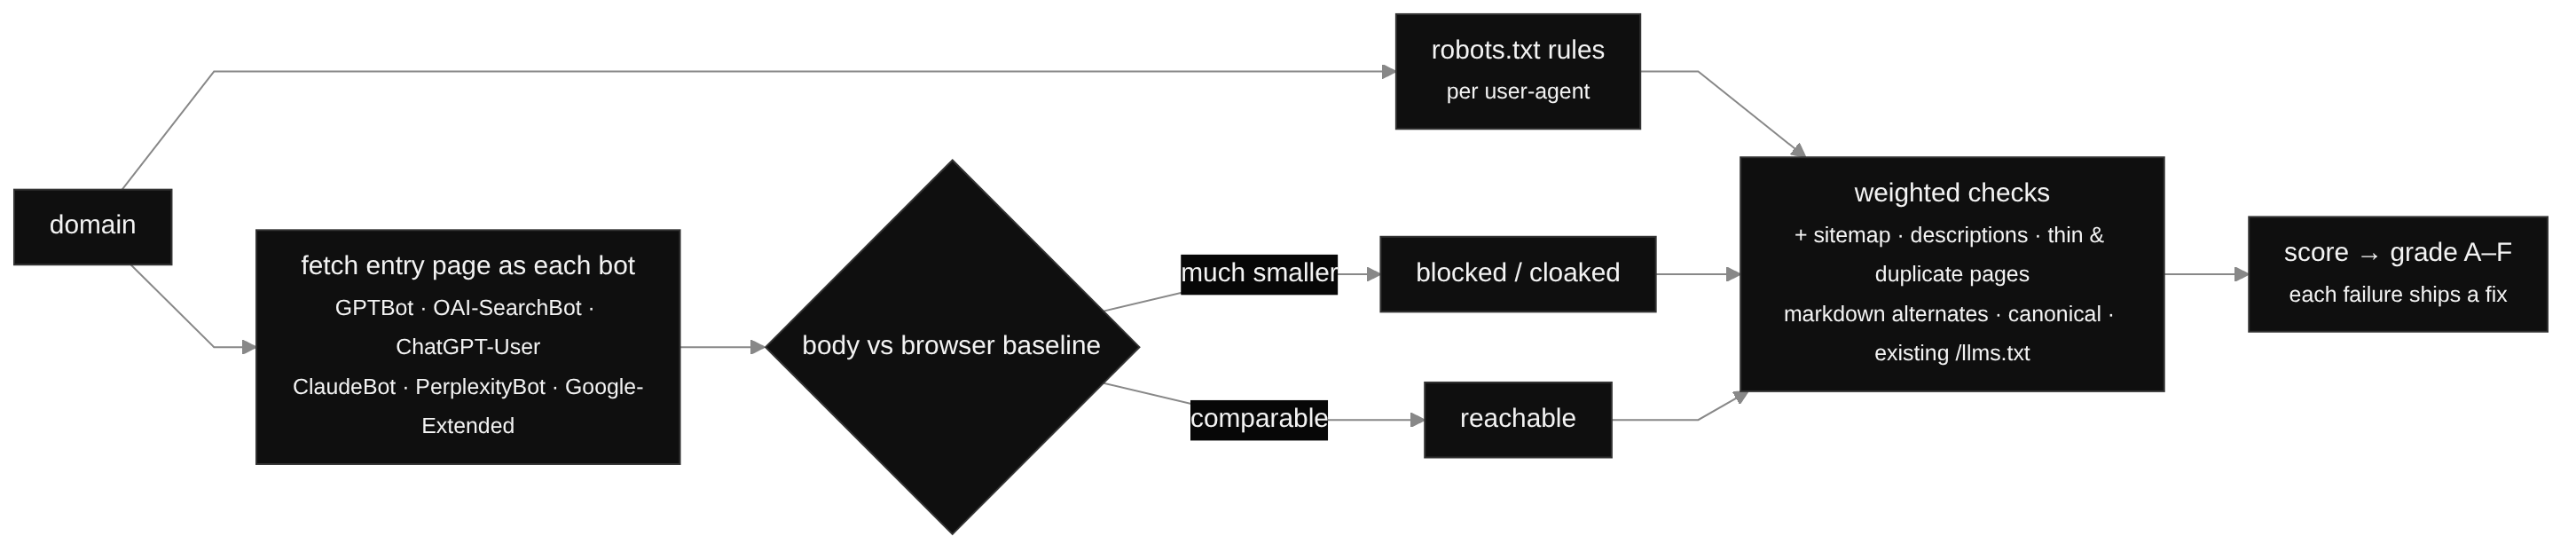 domain
fetch entry page as each bot
GPTBot · OAI-SearchBot ·
ChatGPT-User
ClaudeBot · PerplexityBot · Google-
Extended
body vs browser baseline
much smaller
comparable
robots.txt rules
per user-agent
blocked / cloaked
reachable
weighted checks
+ sitemap · descriptions · thin &
duplicate pages
markdown alternates · canonical ·
existing /llms.txt
score → grade A–F
each failure ships a fix